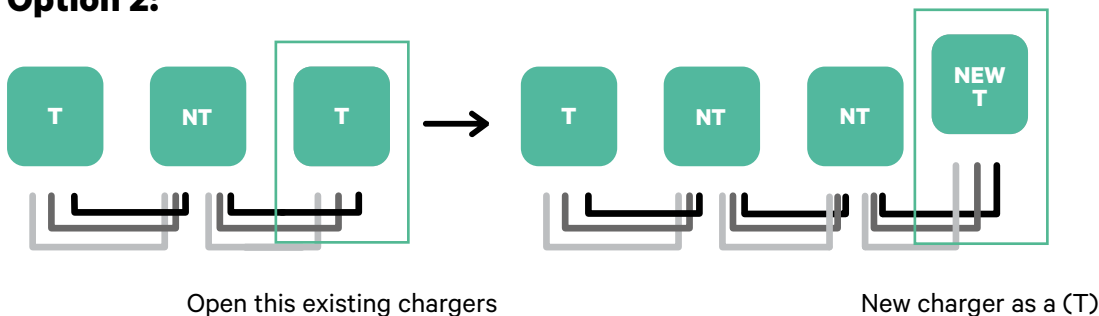 Option 2:
T
NT
T
T
NT
NT
NEW
T
Open this existing chargers
New charger as a (T)